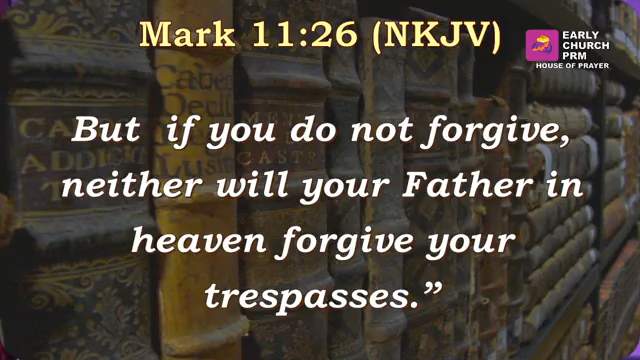 Mark 11:26 (NKJV)
EARLY
CHURCH
PRM
HOUSE OF PRAYER
But if you do not forgive,
neither will your Father in
heaven forgive your
trespasses.”